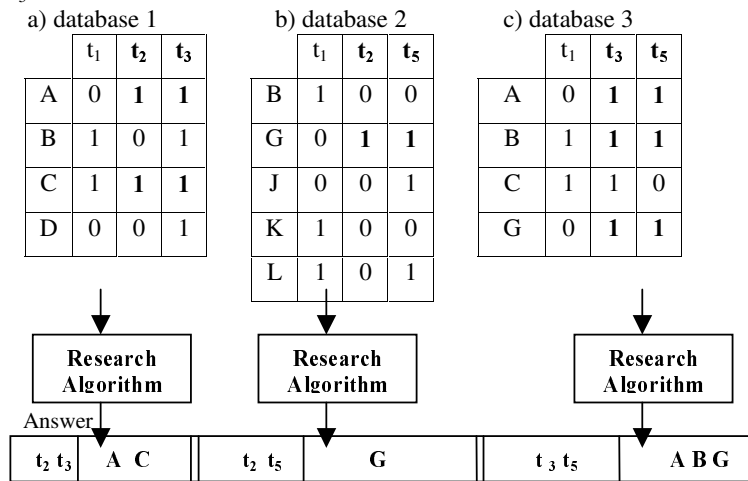 a) database 1 b) database 2 c) database 3
t1 t2 t3 t1 t2 t5 t1 t3 t5
A 0 1 1 B 1 0 0 A 0 1 1
B 1 0 1 G 0 1 1 B 1 1 1
C 1 1 1 J 0 0 1 C 1 1 0
D 0 0 1 K 1 0 0 G 0 1 1
L 1 0 1
Research Algorithm
Research Algorithm
Research Algorithm
Answer
t2 t3 A C t2 t5 G t3 t5 A B G